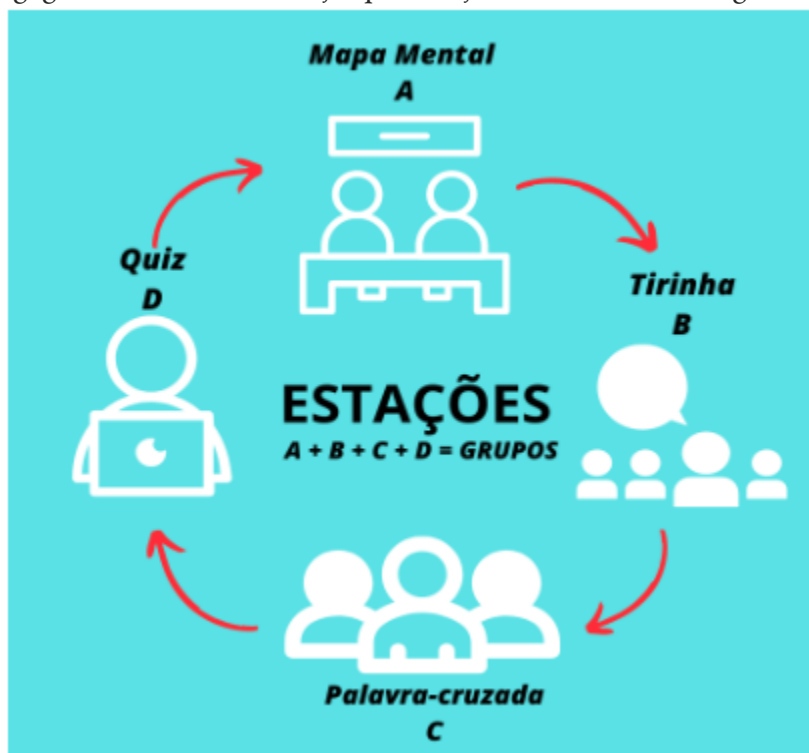 Mapa Mental
A
Quiz
D
Tirinha
B
ESTAÇÕES
A + B + C + D = GRUPOS
Palavra-cruzada
C